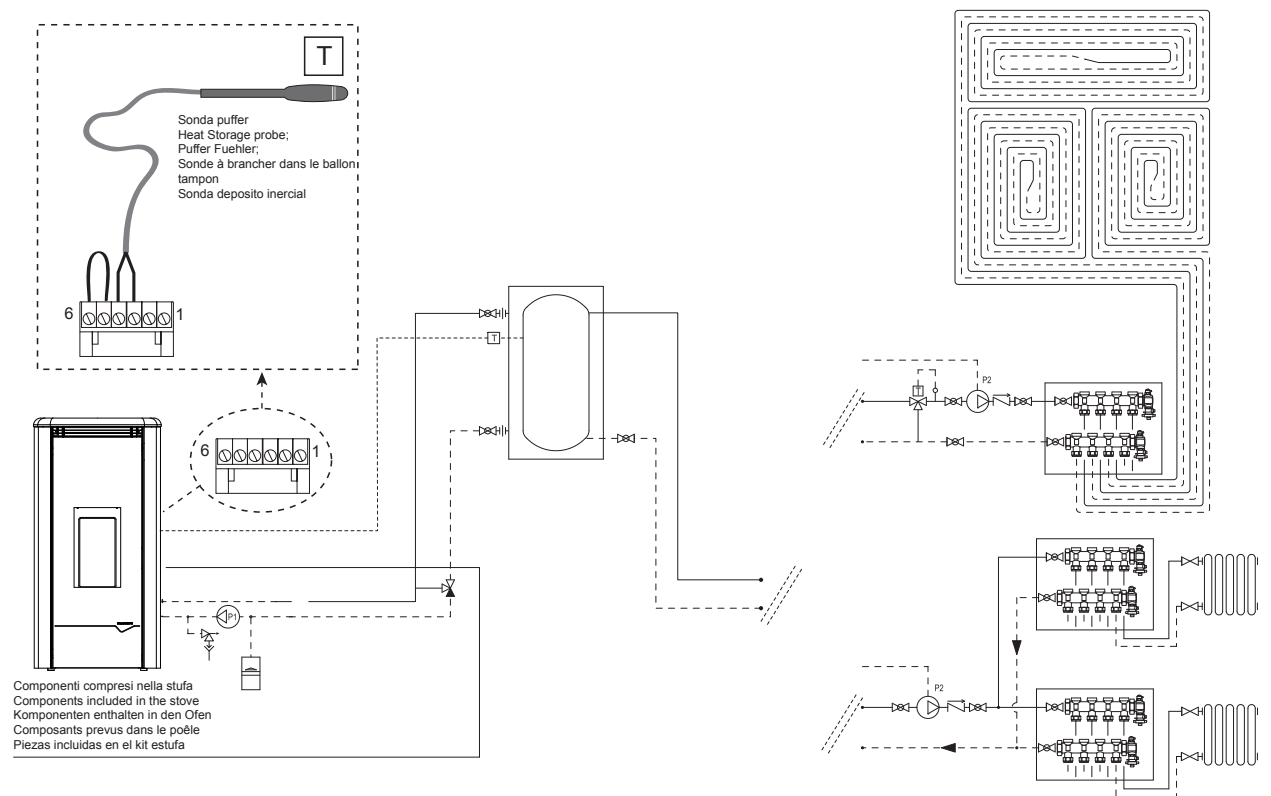 T
Sonda puffer
Heat Storage probe;
Puffer Fuehler;
Sonde à brancher dans le ballon
tampon
Sonda deposito inercial
6
1
6
1
T
T
P2
P1
Componenti compresi nella stufa
Components included in the stove
Komponenten enthalten in den Ofen
Composants prevus dans le poêle
Piezas incluidas en el kit estufa
P2